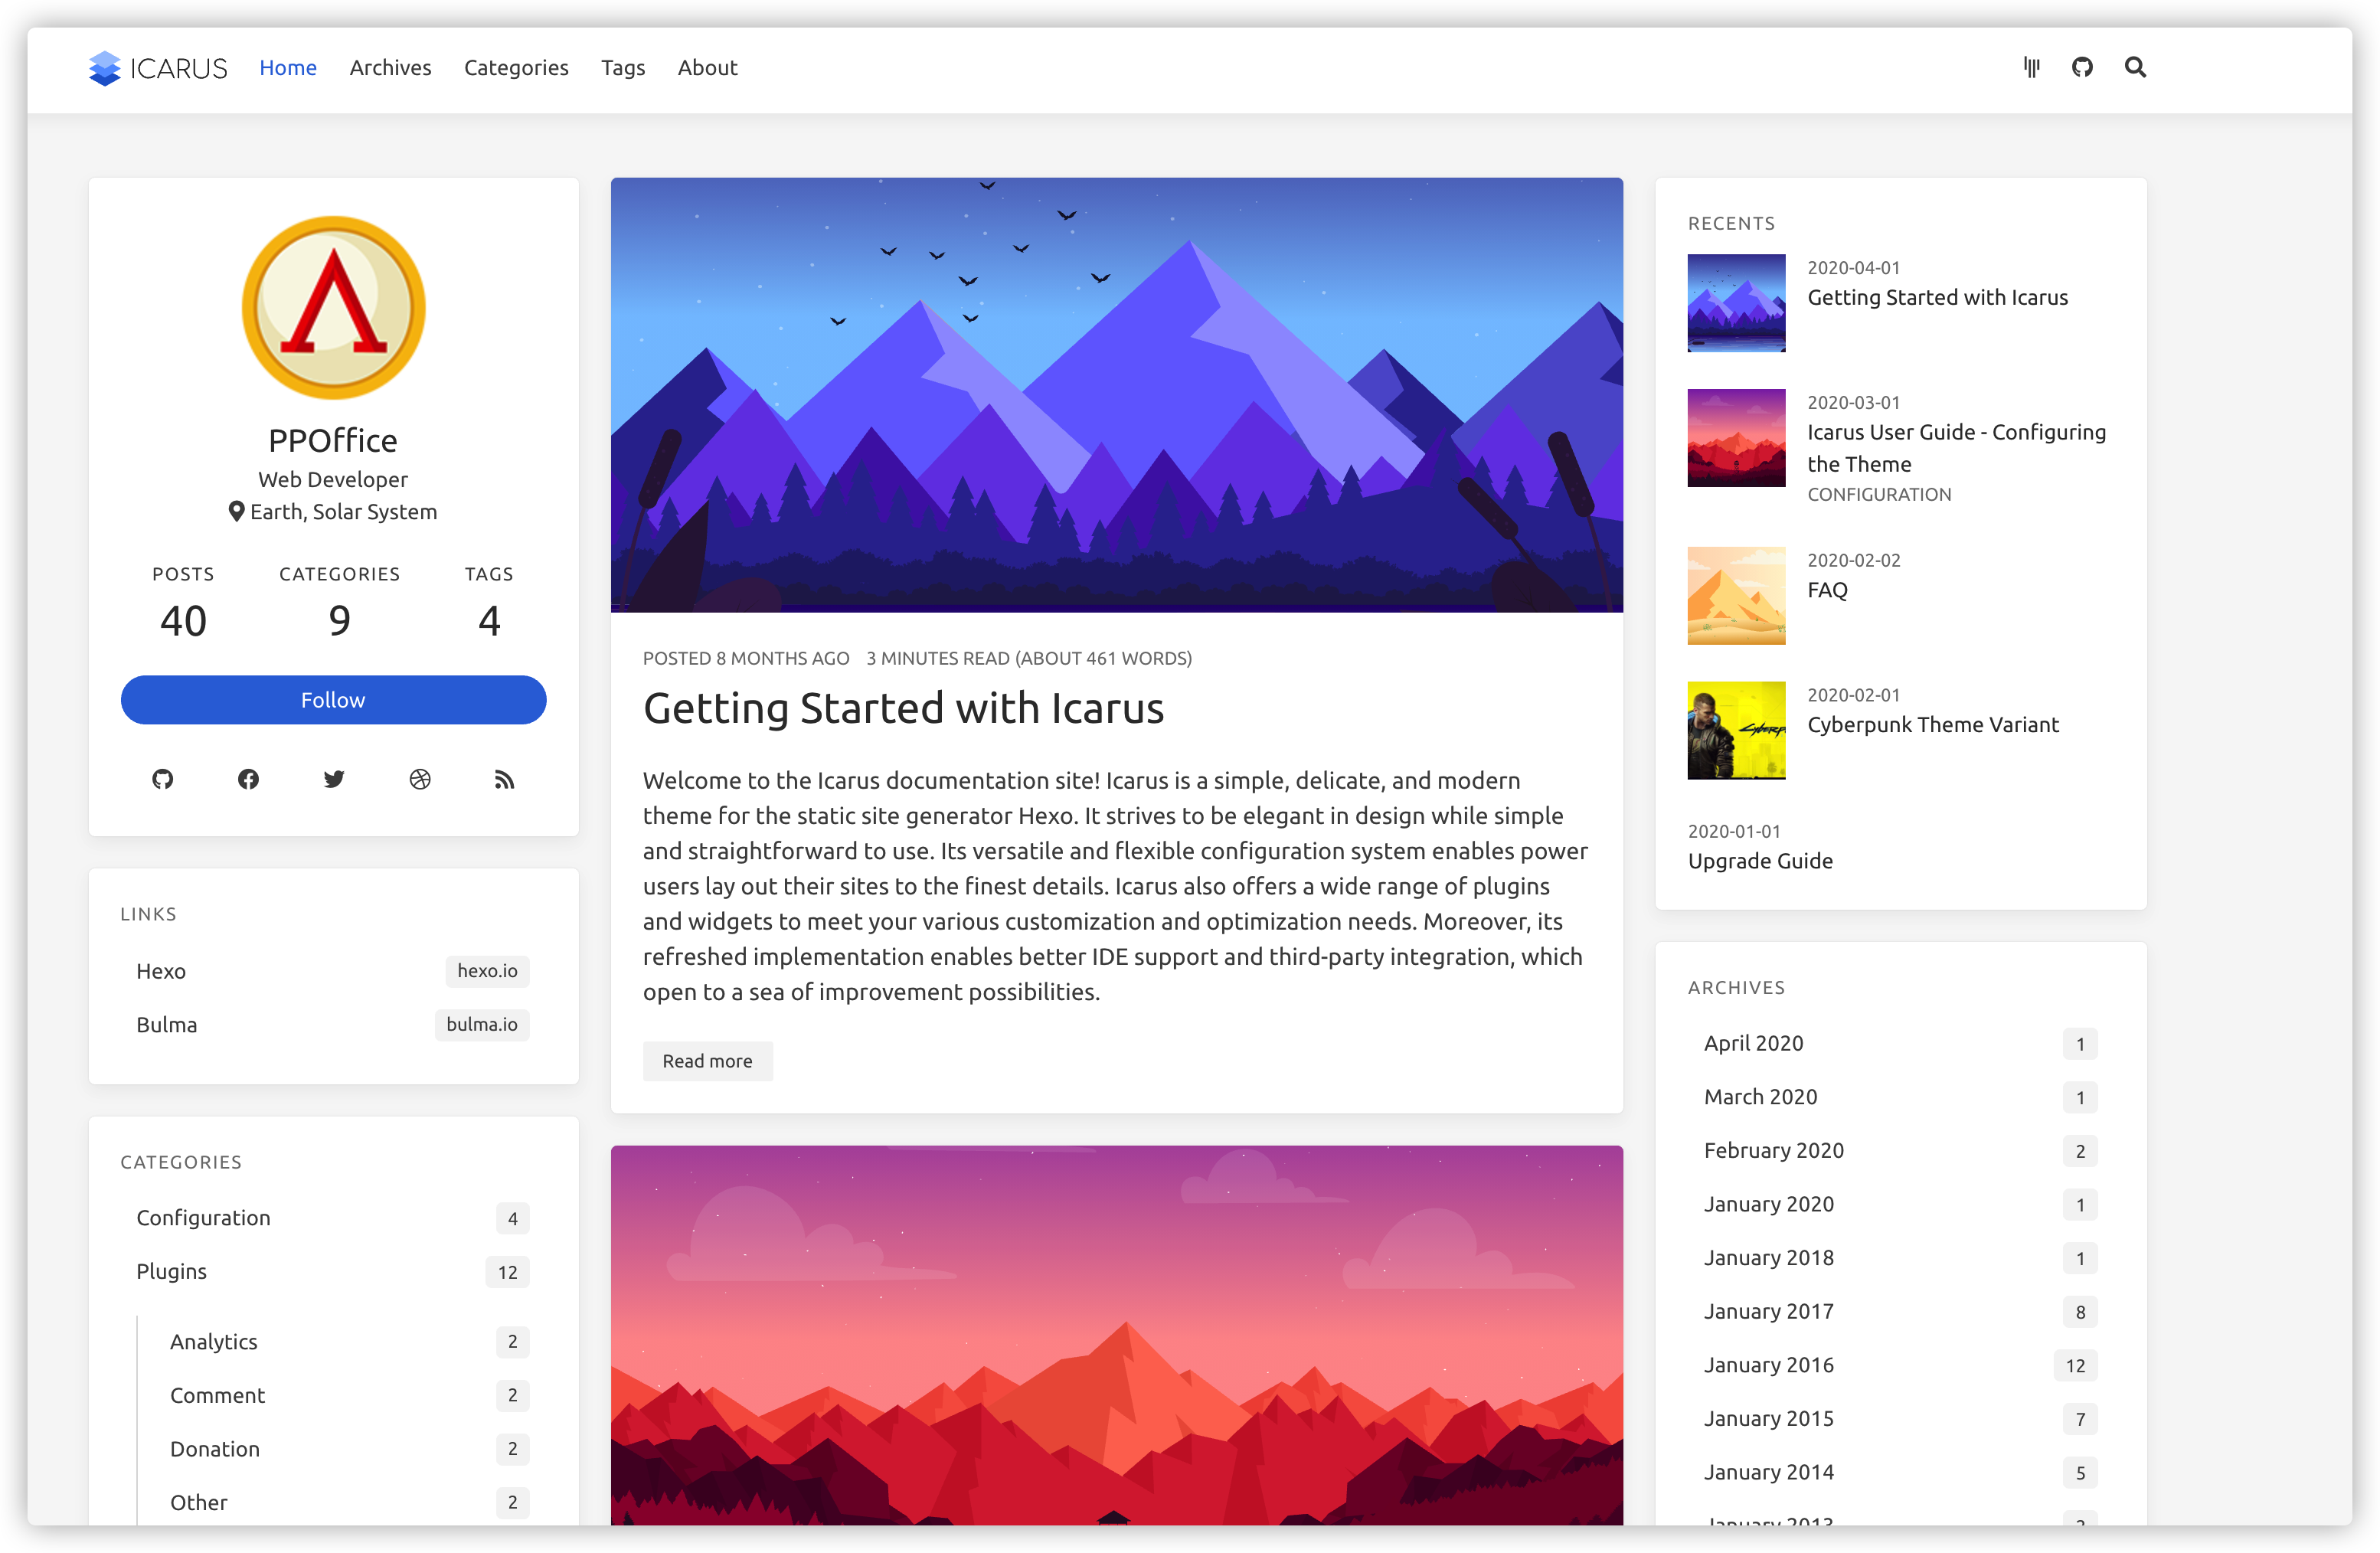 ICARUS Home Archives Categories Tags About
PPOffice
Web Developer
Earth, Solar System
POSTS CATEGORIES TAGS
40 9 4
Follow
LINKS
Hexo hexo.io
Bulma bulma.io
CATEGORIES
Configuration 4
Plugins 12
Analytics 2
Comment 2
Donation 2
Other 2
POSTED 8 MONTHS AGO 3 MINUTES READ (ABOUT 461 WORDS)
Getting Started with Icarus
Welcome to the Icarus documentation site! Icarus is a simple, delicate, and modern
theme for the static site generator Hexo. It strives to be elegant in design while simple
and straightforward to use. Its versatile and flexible configuration system enables power
users lay out their sites to the finest details. Icarus also offers a wide range of plugins
and widgets to meet your various customization and optimization needs. Moreover, its
refreshed implementation enables better IDE support and third-party integration, which
open to a sea of improvement possibilities.
Read more
RECENTS
2020-04-01
Getting Started with Icarus
2020-03-01
Icarus User Guide - Configuring
the Theme
CONFIGURATION
2020-02-02
FAQ
2020-02-01
Cyberpunk Theme Variant
2020-01-01
Upgrade Guide
ARCHIVES
April 2020 1
March 2020 1
February 2020 2
January 2020 1
January 2018 1
January 2017 8
January 2016 12
January 2015 7
January 2014 5
January 2013